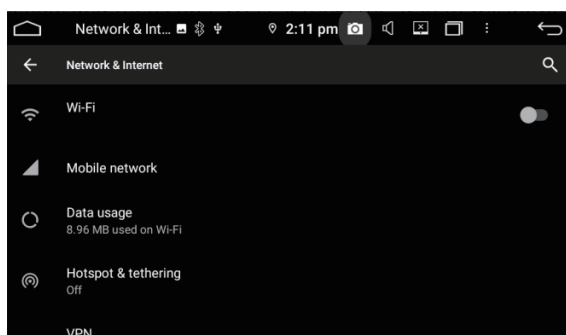 Network & Int... 2:11 pm
Network & Internet
Wi-Fi
Mobile network
Data usage
8.96 MB used on Wi-Fi
Hotspot & tethering
Off
VPN